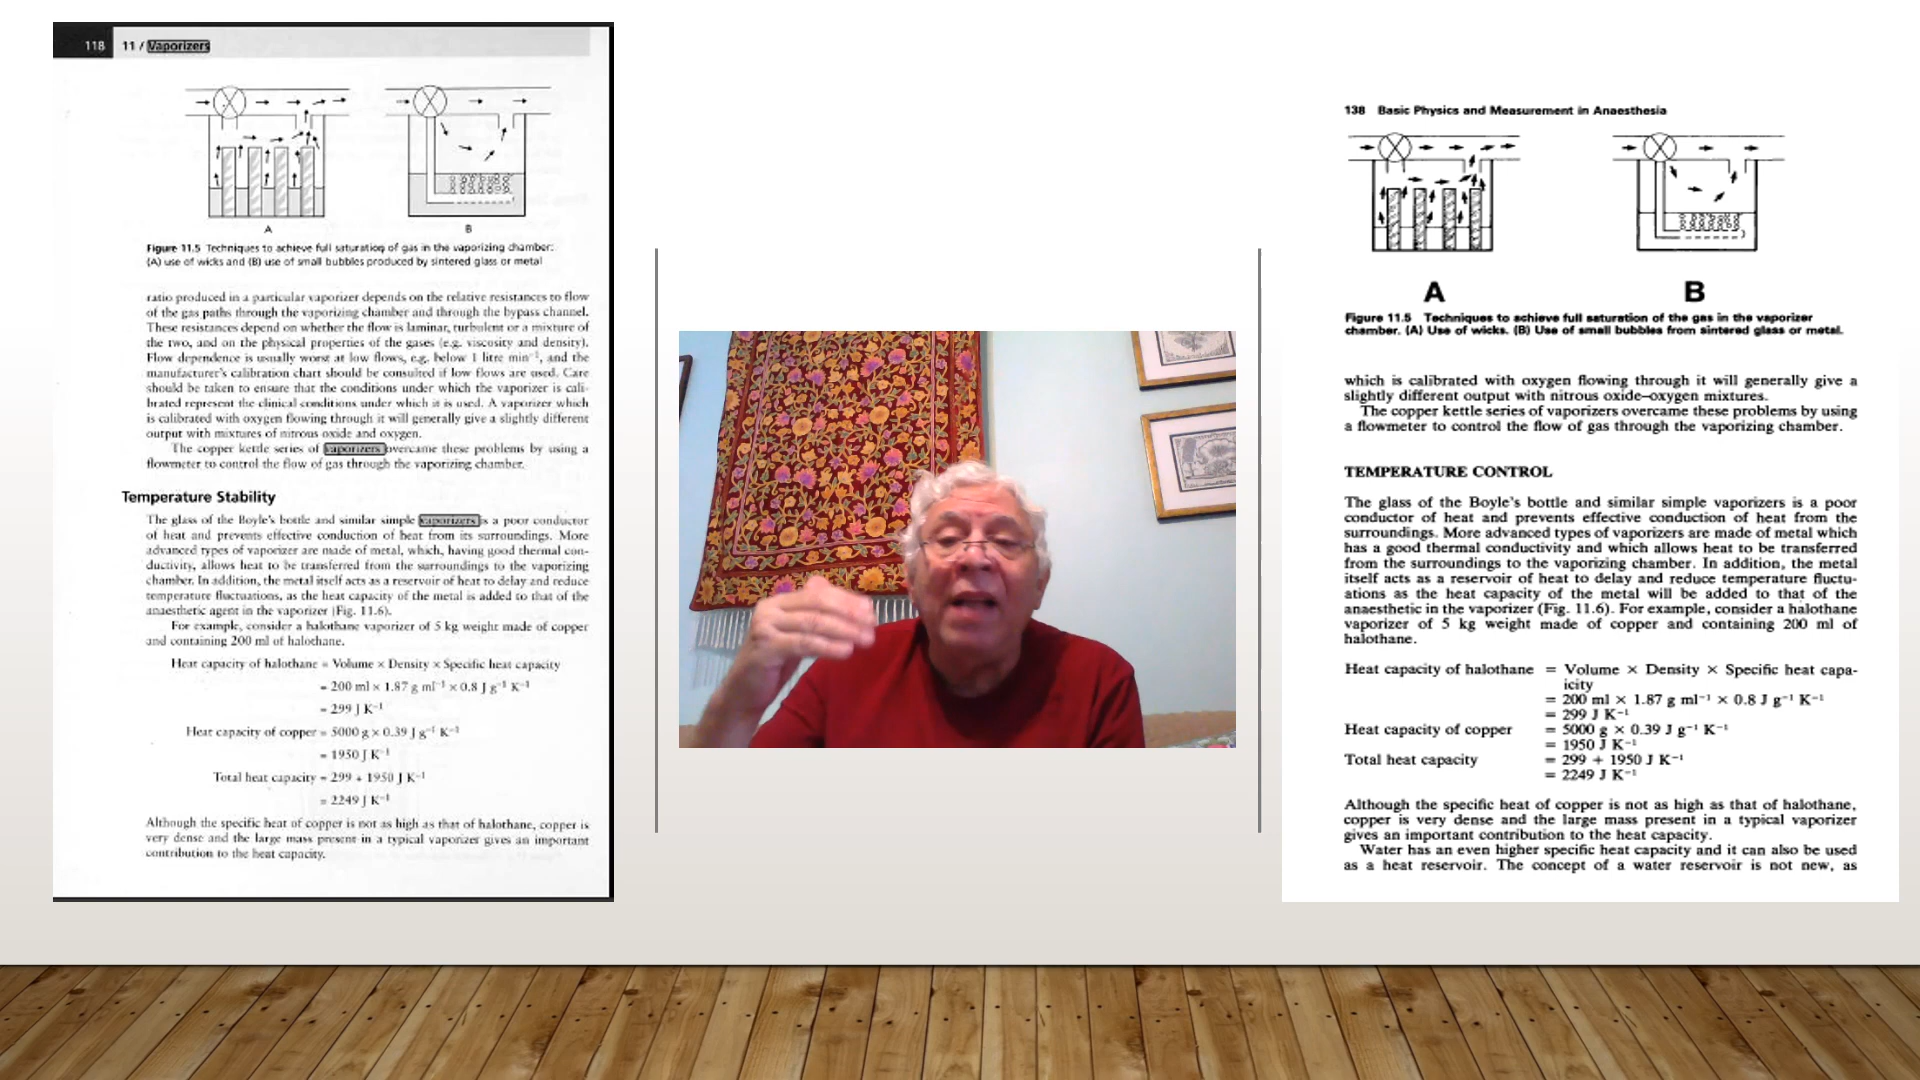 118 11 / Vaporizers
A B
Figure 11.5 Techniques to achieve full saturation of gas in the vaporizing chamber:
(A) use of wicks and (B) use of small bubbles produced by sintered glass or metal
ratio produced in a particular vaporizer depends on the relative resistances to flow
of the gas paths through the vaporizing chamber and through the bypass channel.
These resistances depend on whether the flow is laminar, turbulent or a mixture of
the two, and on the physical properties of the gases (e.g. viscosity and density).
Flow dependence is usually worst at low flows, e.g. below 1 litre min⁻¹, and the
manufacturer's calibration chart should be consulted if low flows are used. Care
should be taken to ensure that the conditions under which the vaporizer is cali-
brated represent the clinical conditions under which it is used. A vaporizer which
is calibrated with oxygen flowing through it will generally give a slightly different
output with mixtures of nitrous oxide and oxygen.
The copper kettle series of vaporizers overcame these problems by using a
flowmeter to control the flow of gas through the vaporizing chamber.
Temperature Stability
The glass of the Boyle's bottle and similar simple vaporizers is a poor conductor
of heat and prevents effective conduction of heat from its surroundings. More
advanced types of vaporizer are made of metal, which, having good thermal con-
ductivity, allows heat to be transferred from the surroundings to the vaporizing
chamber. In addition, the metal itself acts as a reservoir of heat to delay and reduce
temperature fluctuations, as the heat capacity of the metal is added to that of the
anaesthetic agent in the vaporizer (Fig. 11.6).
For example, consider a halothane vaporizer of 5 kg weight made of copper
and containing 200 ml of halothane.
Heat capacity of halothane = Volume × Density × Specific heat capacity
= 200 ml × 1.87 g ml⁻¹ × 0.8 J g⁻¹ K⁻¹
= 299 J K⁻¹
Heat capacity of copper = 5000 g × 0.39 J g⁻¹ K⁻¹
= 1950 J K⁻¹
Total heat capacity = 299 + 1950 J K⁻¹
= 2249 J K⁻¹
Although the specific heat of copper is not as high as that of halothane, copper is
very dense and the large mass present in a typical vaporizer gives an important
contribution to the heat capacity.
138 Basic Physics and Measurement in Anaesthesia
A B
Figure 11.5 Techniques to achieve full saturation of the gas in the vaporizer
chamber. (A) Use of wicks. (B) Use of small bubbles from sintered glass or metal.
which is calibrated with oxygen flowing through it will generally give a
slightly different output with nitrous oxide–oxygen mixtures.
The copper kettle series of vaporizers overcame these problems by using
a flowmeter to control the flow of gas through the vaporizing chamber.
TEMPERATURE CONTROL
The glass of the Boyle's bottle and similar simple vaporizers is a poor
conductor of heat and prevents effective conduction of heat from the
surroundings. More advanced types of vaporizers are made of metal which
has a good thermal conductivity and which allows heat to be transferred
from the surroundings to the vaporizing chamber. In addition, the metal
itself acts as a reservoir of heat to delay and reduce temperature fluctu-
ations as the heat capacity of the metal will be added to that of the
anaesthetic in the vaporizer (Fig. 11.6). For example, consider a halothane
vaporizer of 5 kg weight made of copper and containing 200 ml of
halothane.
Heat capacity of halothane = Volume × Density × Specific heat capa-
icity
= 200 ml × 1.87 g ml⁻¹ × 0.8 J g⁻¹ K⁻¹
= 299 J K⁻¹
Heat capacity of copper = 5000 g × 0.39 J g⁻¹ K⁻¹
= 1950 J K⁻¹
Total heat capacity = 299 + 1950 J K⁻¹
= 2249 J K⁻¹
Although the specific heat of copper is not as high as that of halothane,
copper is very dense and the large mass present in a typical vaporizer
gives an important contribution to the heat capacity.
Water has an even higher specific heat capacity and it can also be used
as a heat reservoir. The concept of a water reservoir is not new, as